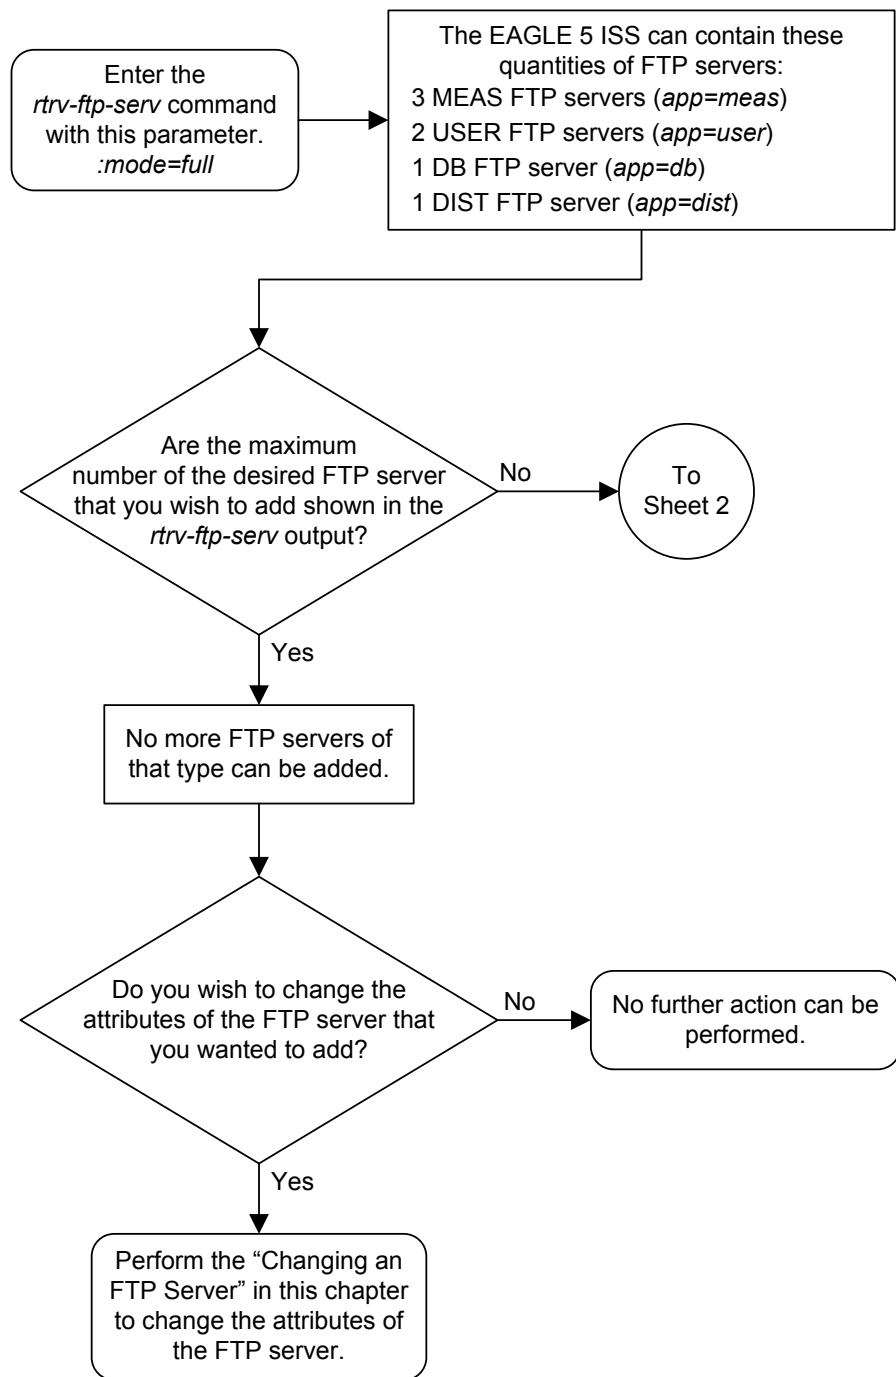 Enter the
rtrv-ftp-serv command
with this parameter.
:mode=full
The EAGLE 5 ISS can contain these
quantities of FTP servers:
3 MEAS FTP servers (app=meas)
2 USER FTP servers (app=user)
1 DB FTP server (app=db)
1 DIST FTP server (app=dist)
Are the maximum
number of the desired FTP server
that you wish to add shown in the
rtrv-ftp-serv output?
No
To
Sheet 2
Yes
No more FTP servers of
that type can be added.
Do you wish to change the
attributes of the FTP server that
you wanted to add?
No
No further action can be
performed.
Yes
Perform the “Changing an
FTP Server” in this chapter
to change the attributes of
the FTP server.